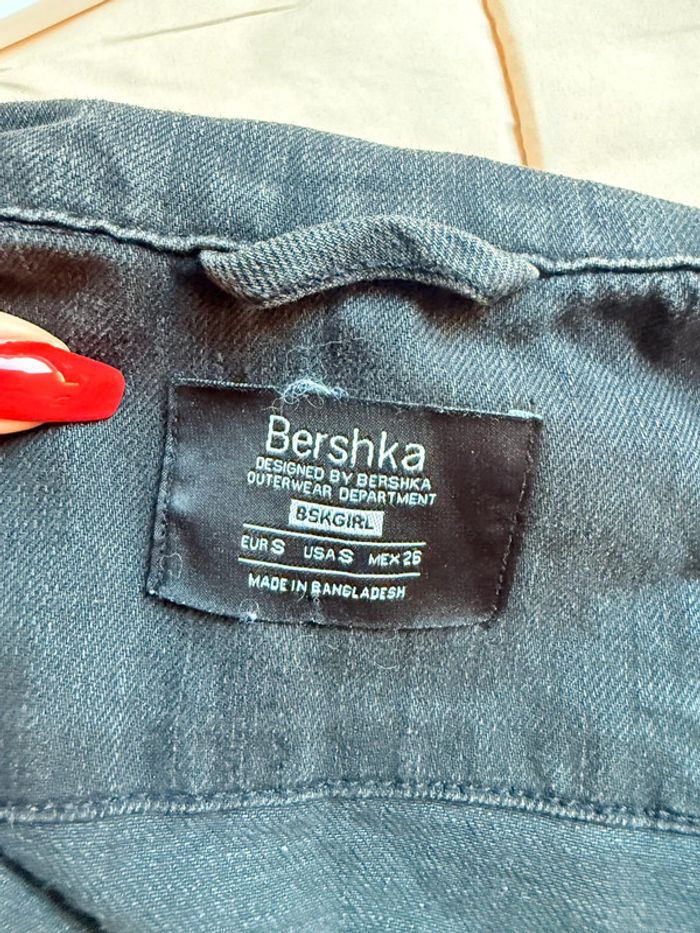 Bershka
DESIGNED BY BERSHKA
OUTERWEAR DEPARTMENT
BSKGIRL
EUR S USA S MEX 26
MADE IN BANGLADESH